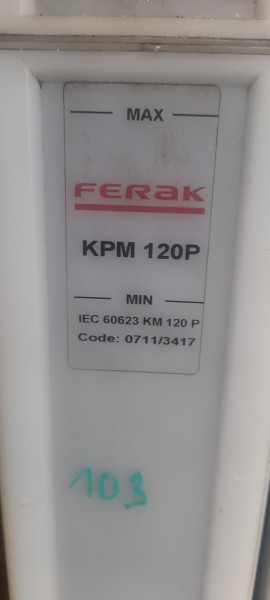 MAX
FERAK
KPM 120P
MIN
IEC 60623 KM 120 P
Code: 0711/3417
103